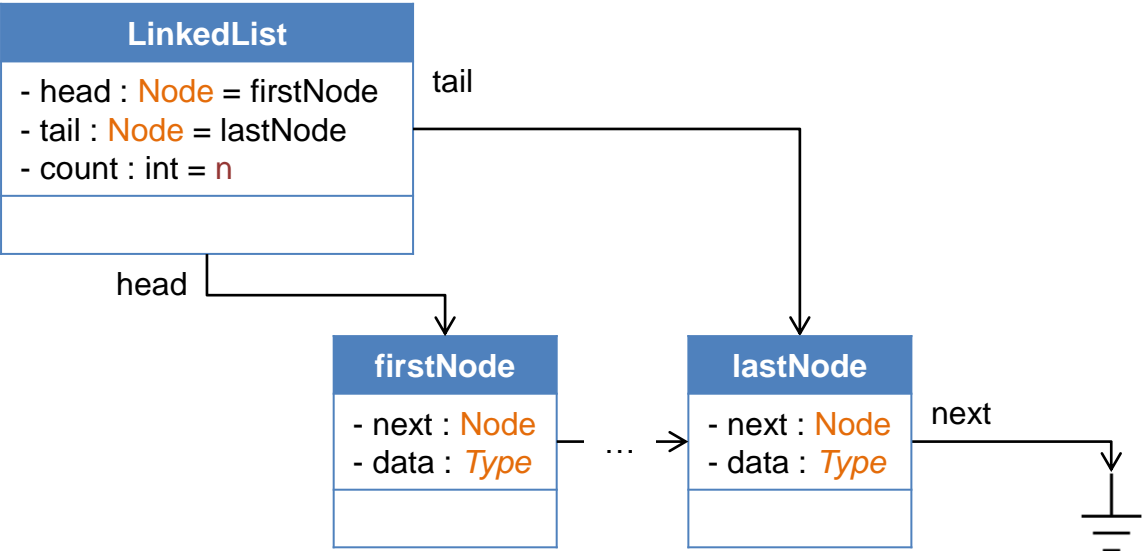 LinkedList
- head : Node = firstNode
- tail : Node = lastNode
- count : int = n
tail
head
firstNode
- next : Node
- data : Type
...
lastNode
- next : Node
- data : Type
next